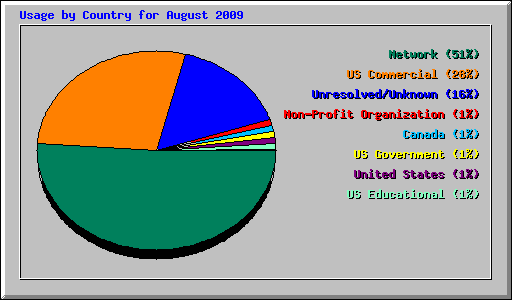 Usage by Country for August 2009
Network (51%)
US Commercial (28%)
Unresolved/Unknown (16%)
Non-Profit Organization (1%)
Canada (1%)
US Government (1%)
United States (1%)
US Educational (1%)